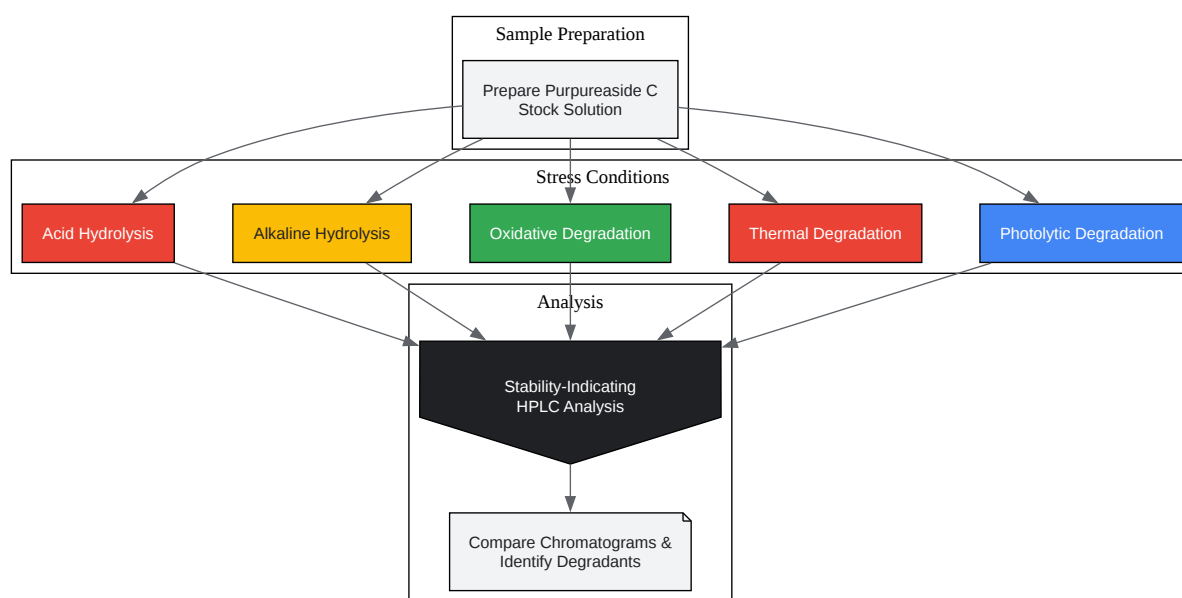 Sample Preparation
Prepare Purpureaside C
Stock Solution
Stress Conditions
Acid Hydrolysis
Alkaline Hydrolysis
Oxidative Degradation
Thermal Degradation
Photolytic Degradation
Analysis
Stability-Indicating
HPLC Analysis
Compare Chromatograms &
Identify Degradants